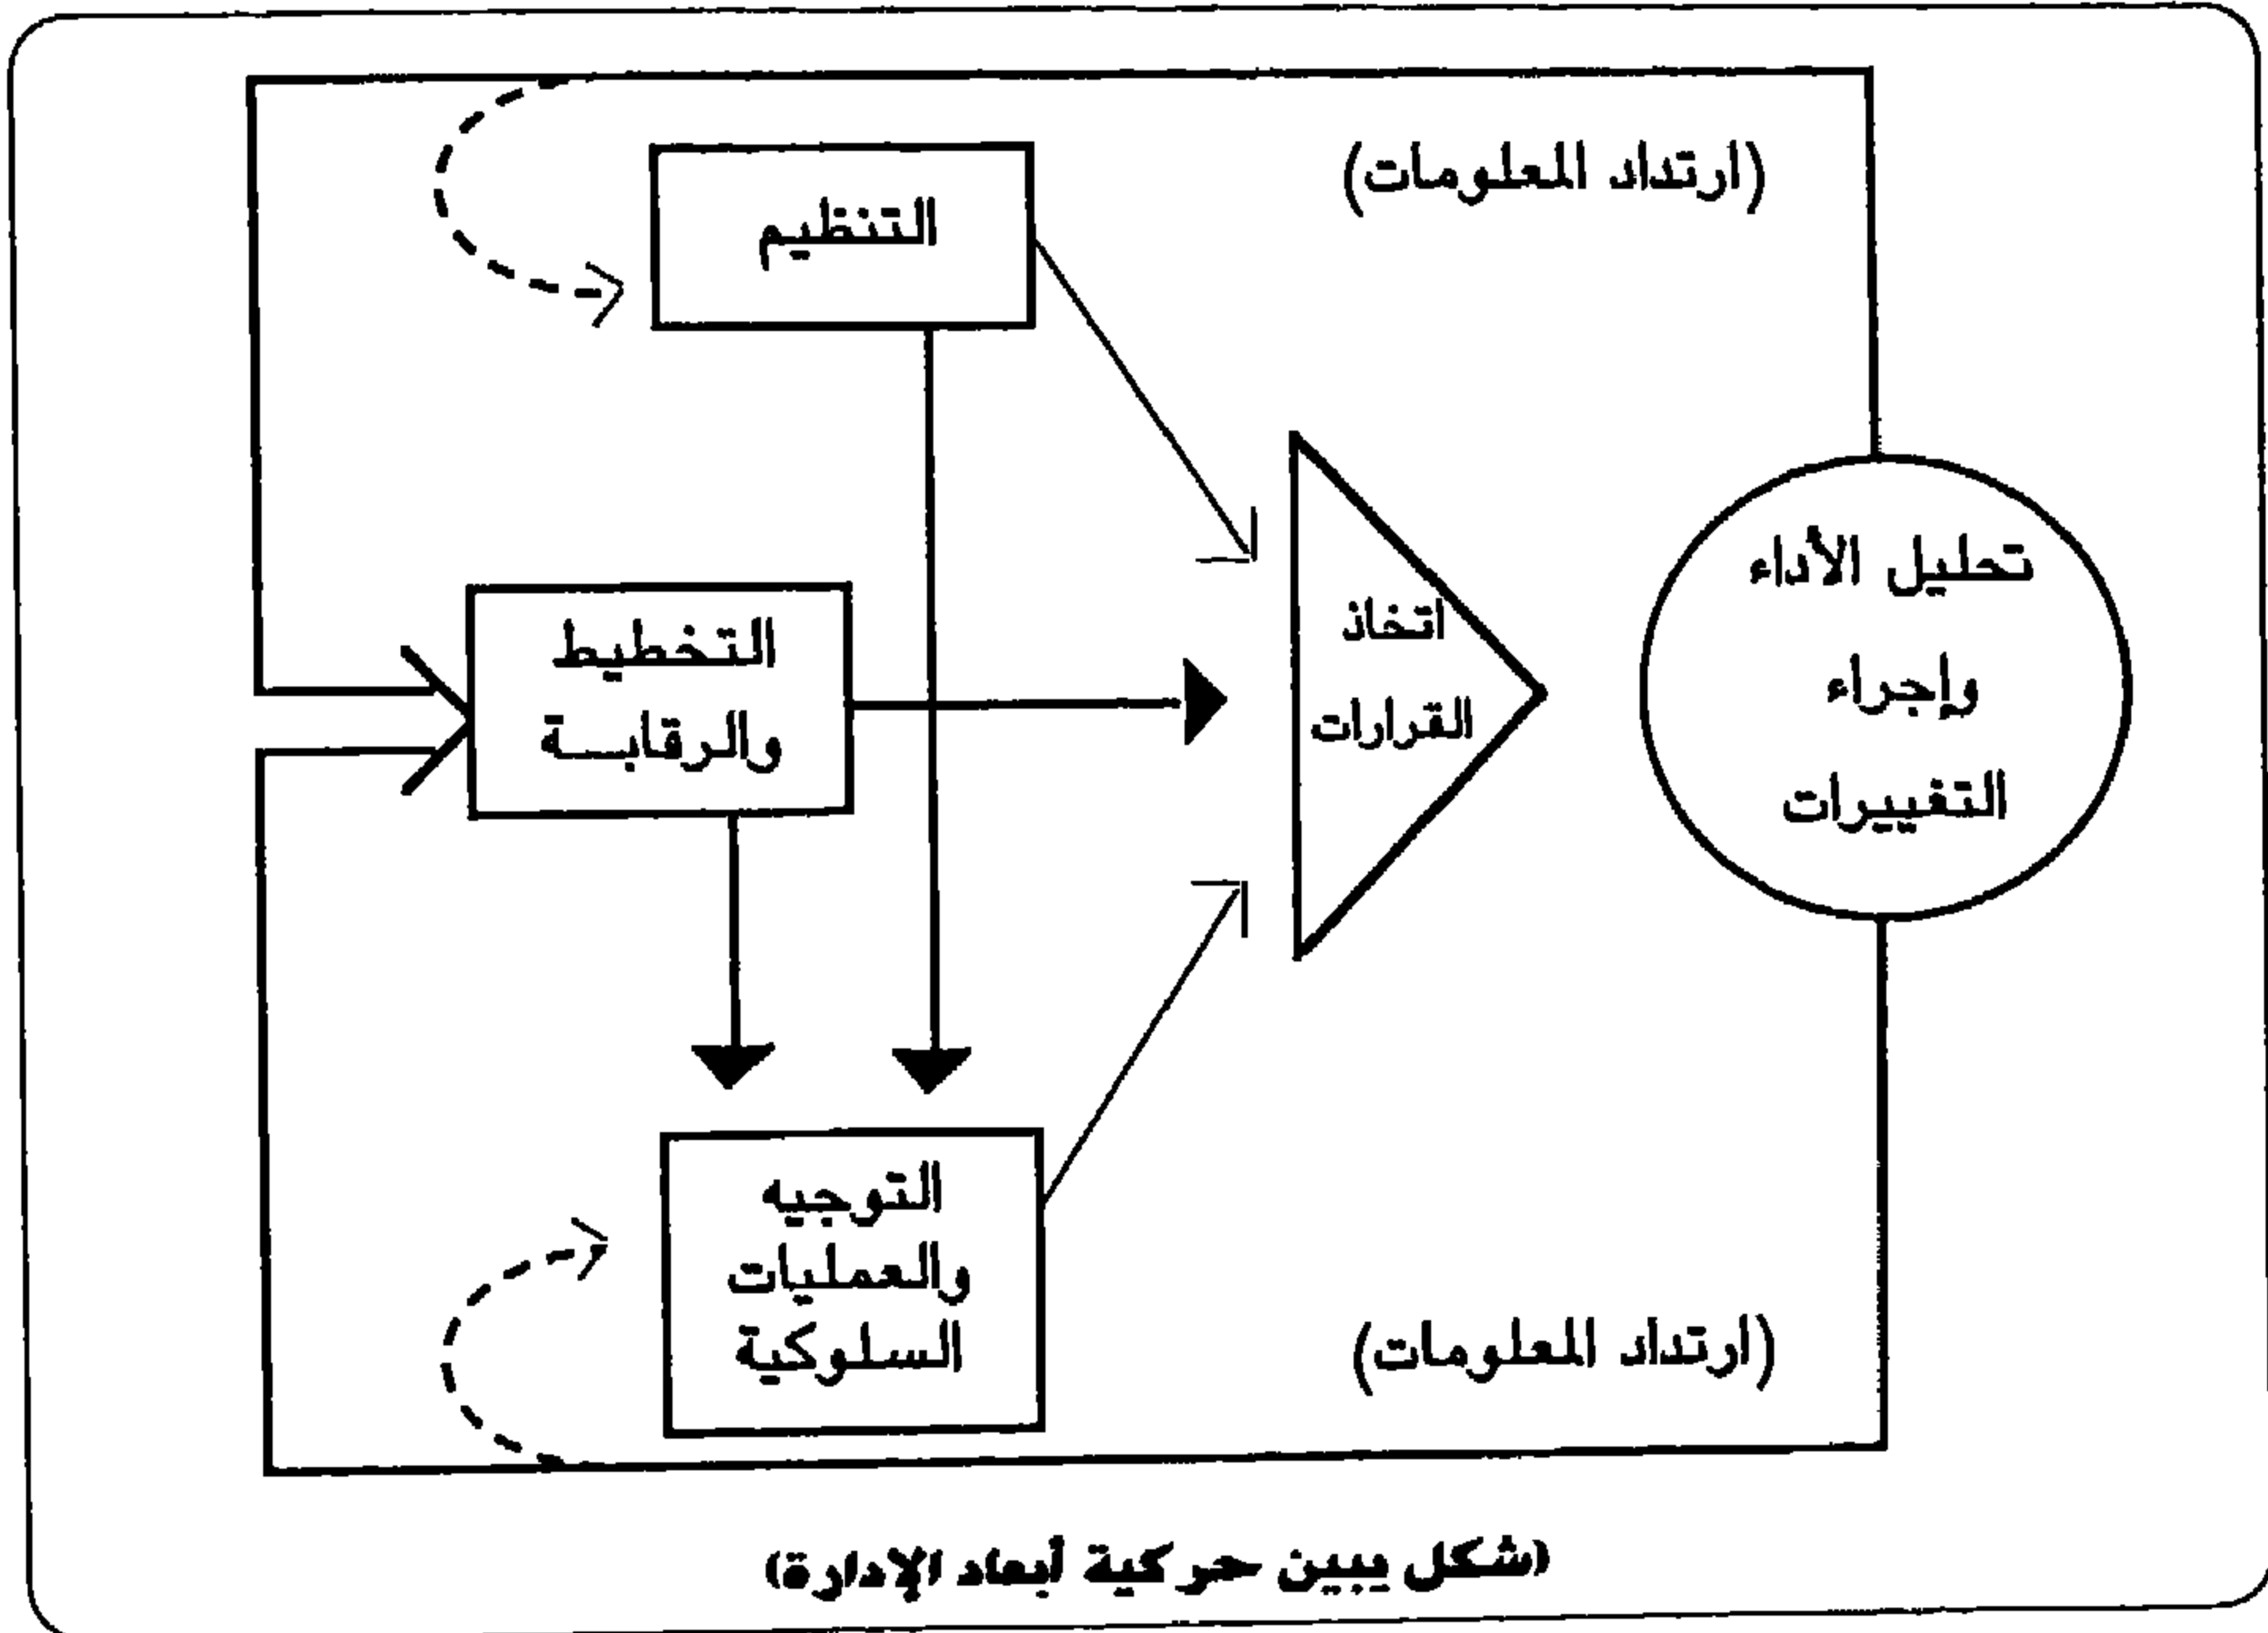 (ارتداد المعلومات)
التنظيم
تحليل الأداء
وإجراء
التغييرات
اتخاذ
القرارات
التخطيط
والرقابة
التوجيه
والعمليات
السلوكية
(ارتداد المعلومات)
(شكل يبين حركية أبعاد الإدارة)